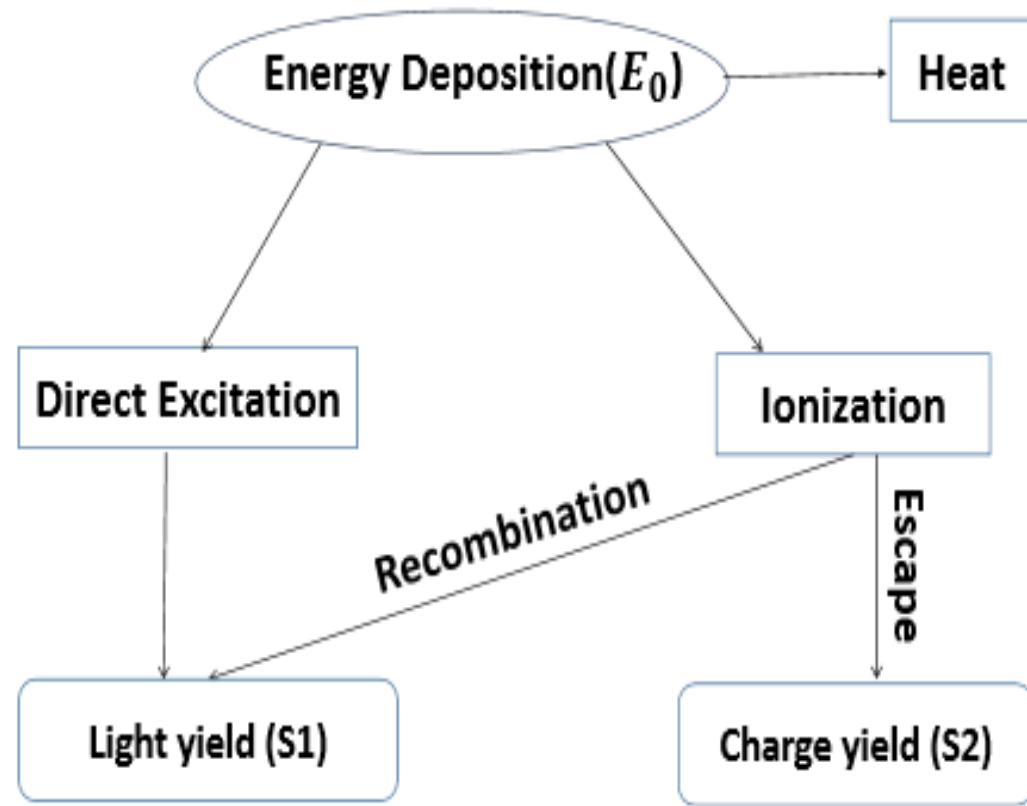 Energy Deposition(E₀)
Heat
Direct Excitation
Ionization
Recombination
Escape
Light yield (S1)
Charge yield (S2)